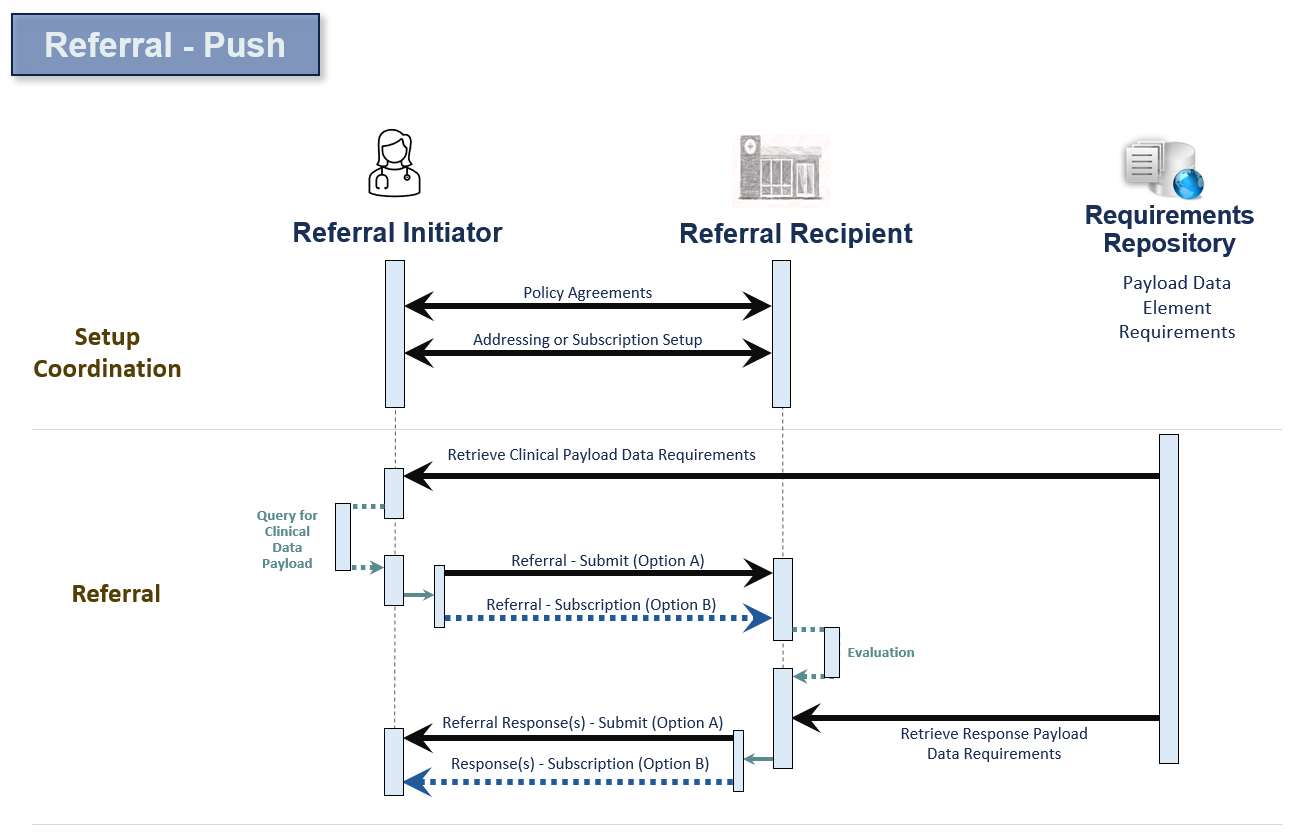 Referral - Push
Referral Initiator
Referral Recipient
Requirements
Repository
Payload Data
Element
Requirements
Setup
Coordination
Policy Agreements
Addressing or Subscription Setup
Referral
Retrieve Clinical Payload Data Requirements
Query for
Clinical
Data
Payload
Referral - Submit (Option A)
Referral - Subscription (Option B)
Evaluation
Retrieve Response Payload
Data Requirements
Referral Response(s) - Submit (Option A)
Response(s) - Subscription (Option B)